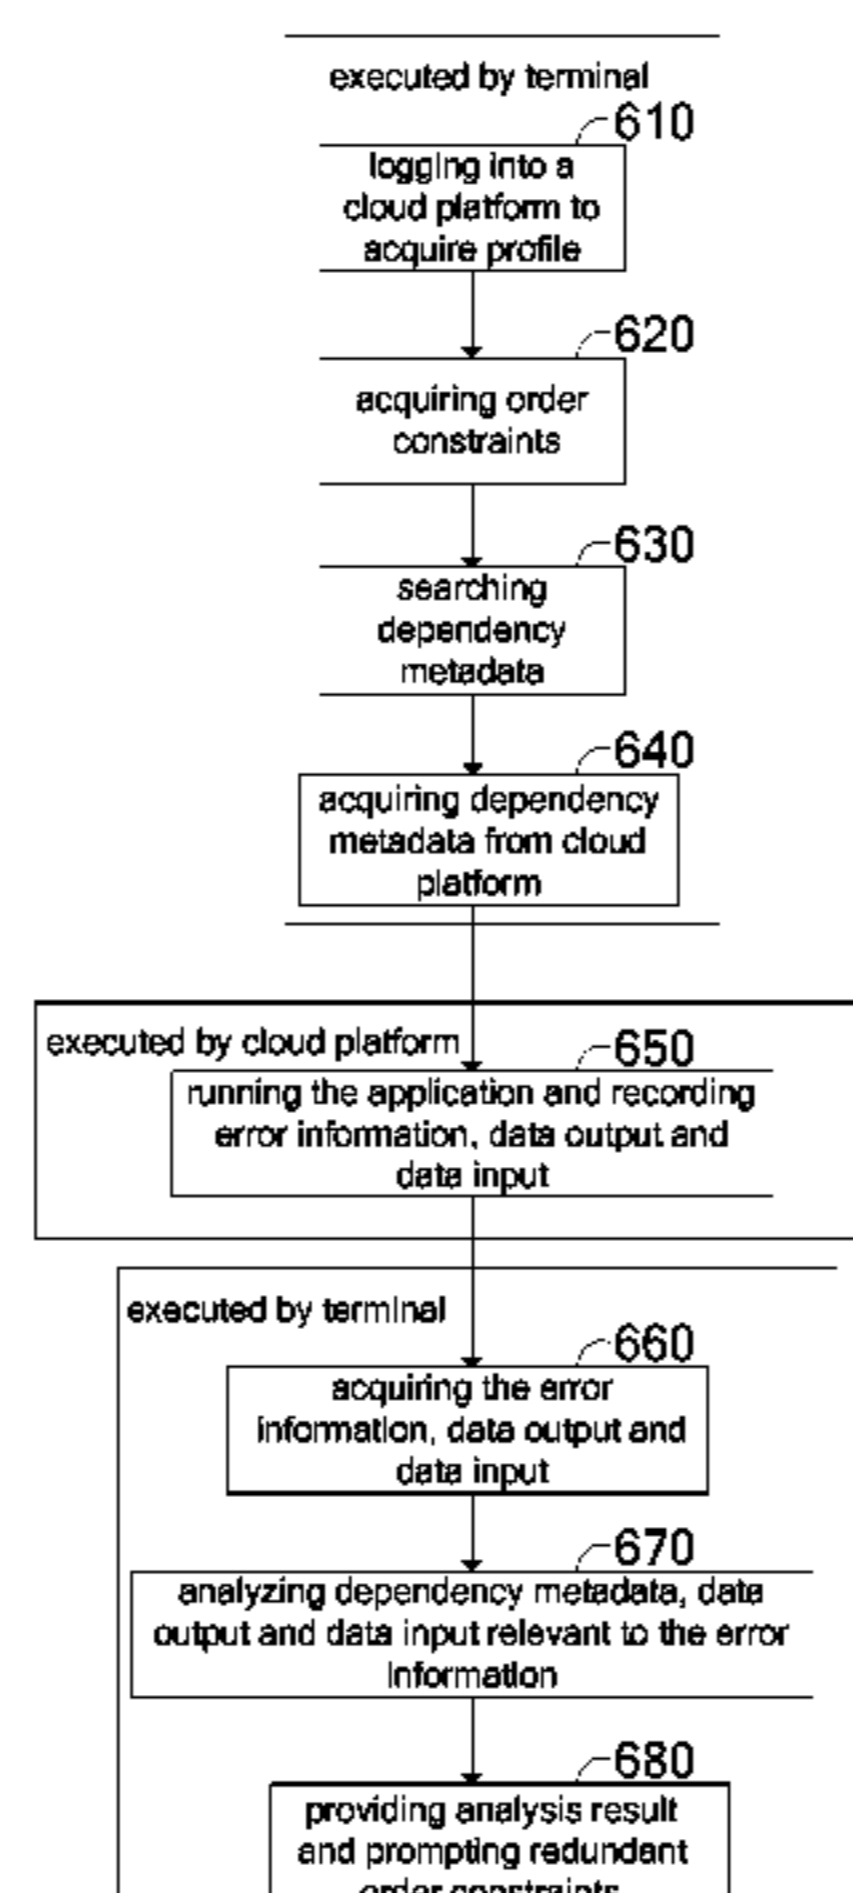 executed by terminal
610
logging into a
cloud platform to
acquire profile
620
acquiring order
constraints
630
searching
dependency
metadata
640
acquiring dependency
metadata from cloud
platform
executed by cloud platform
650
running the application and recording
error information, data output and
data input
executed by terminal
660
acquiring the error
information, data output and
data input
670
analyzing dependency metadata, data
output and data input relevant to the error
information
680
providing analysis result
and prompting redundant
order constraints